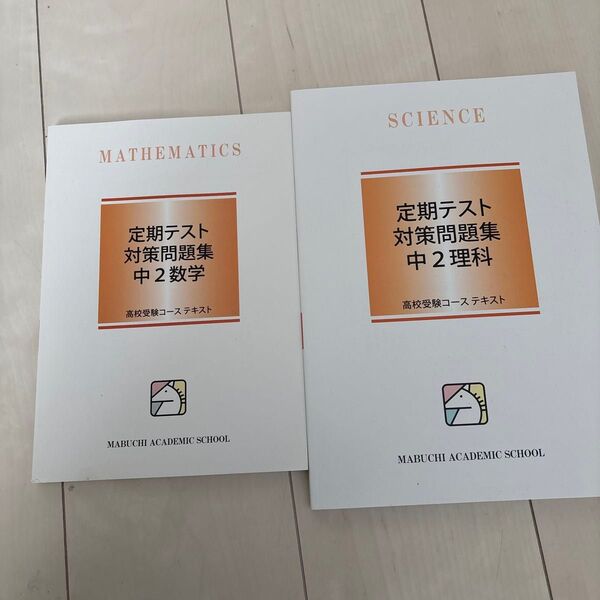 MATHEMATICS
定期テスト
対策問題集
中2数学
高校受験コース テキスト
MABUCHI ACADEMIC SCHOOL
SCIENCE
定期テスト
対策問題集
中2理科
高校受験コース テキスト
MABUCHI ACADEMIC SCHOOL